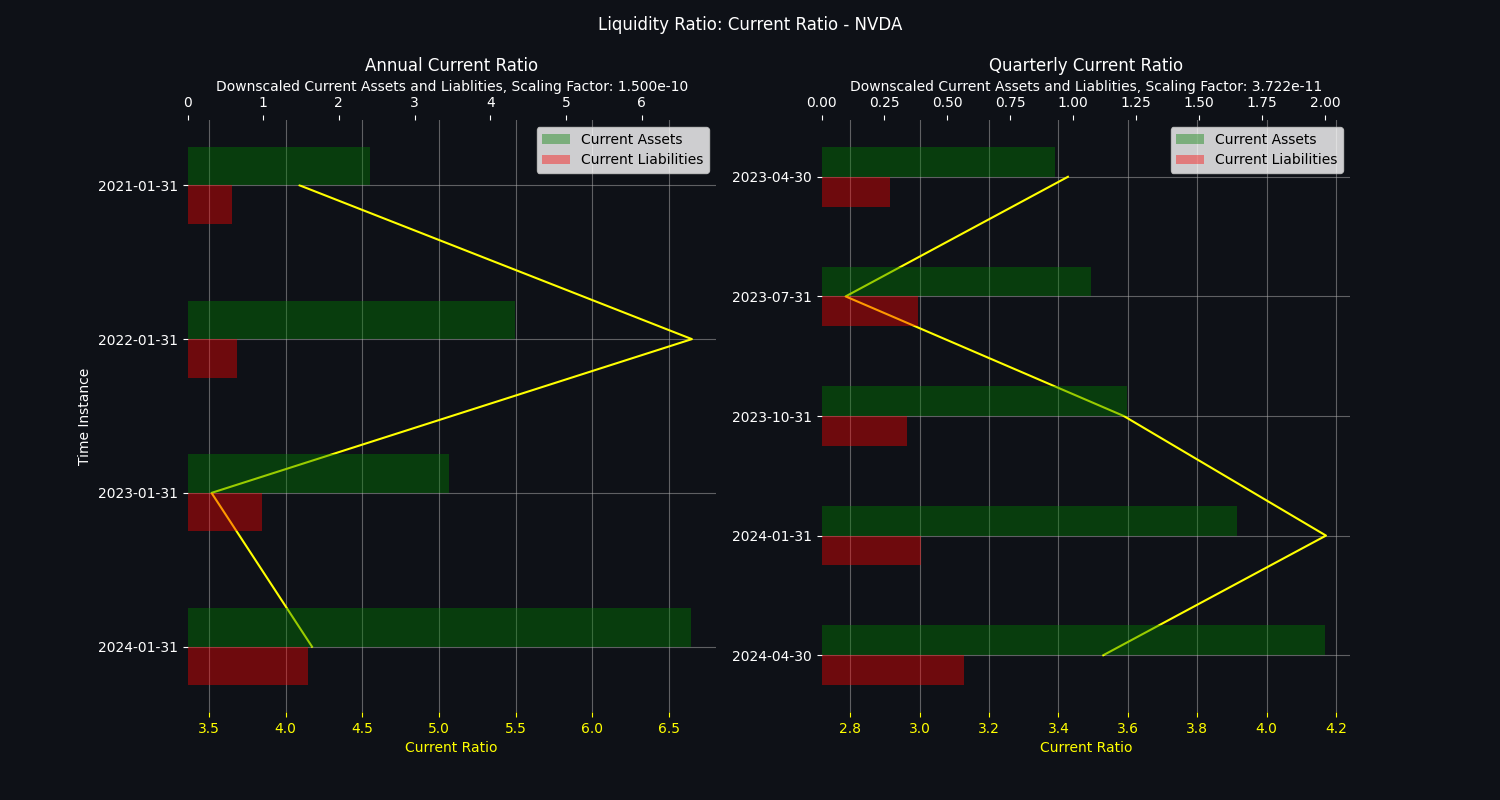 Liquidity Ratio: Current Ratio - NVDA
Annual Current Ratio
Downscaled Current Assets and Liablities, Scaling Factor: 1.500e-10
0 1 2 3 4 5 6
Current Assets
Current Liabilities
2021-01-31
2022-01-31
2023-01-31
2024-01-31
Time Instance
3.5 4.0 4.5 5.0 5.5 6.0 6.5
Current Ratio
Quarterly Current Ratio
Downscaled Current Assets and Liablities, Scaling Factor: 3.722e-11
0.00 0.25 0.50 0.75 1.00 1.25 1.50 1.75 2.00
Current Assets
Current Liabilities
2023-04-30
2023-07-31
2023-10-31
2024-01-31
2024-04-30
2.8 3.0 3.2 3.4 3.6 3.8 4.0 4.2
Current Ratio